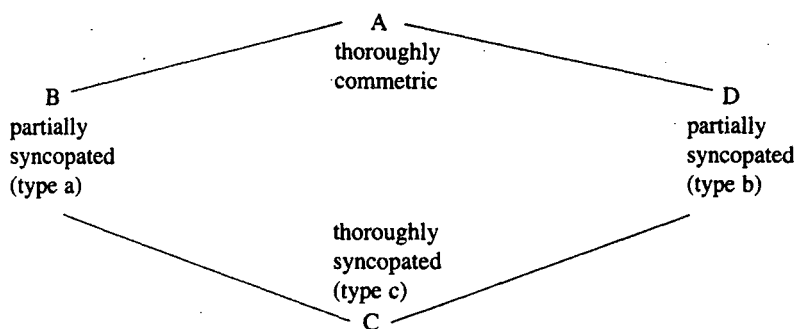 A
thoroughly
commetric
B
partially
syncopated
(type a)
D
partially
syncopated
(type b)
thoroughly
syncopated
(type c)
C